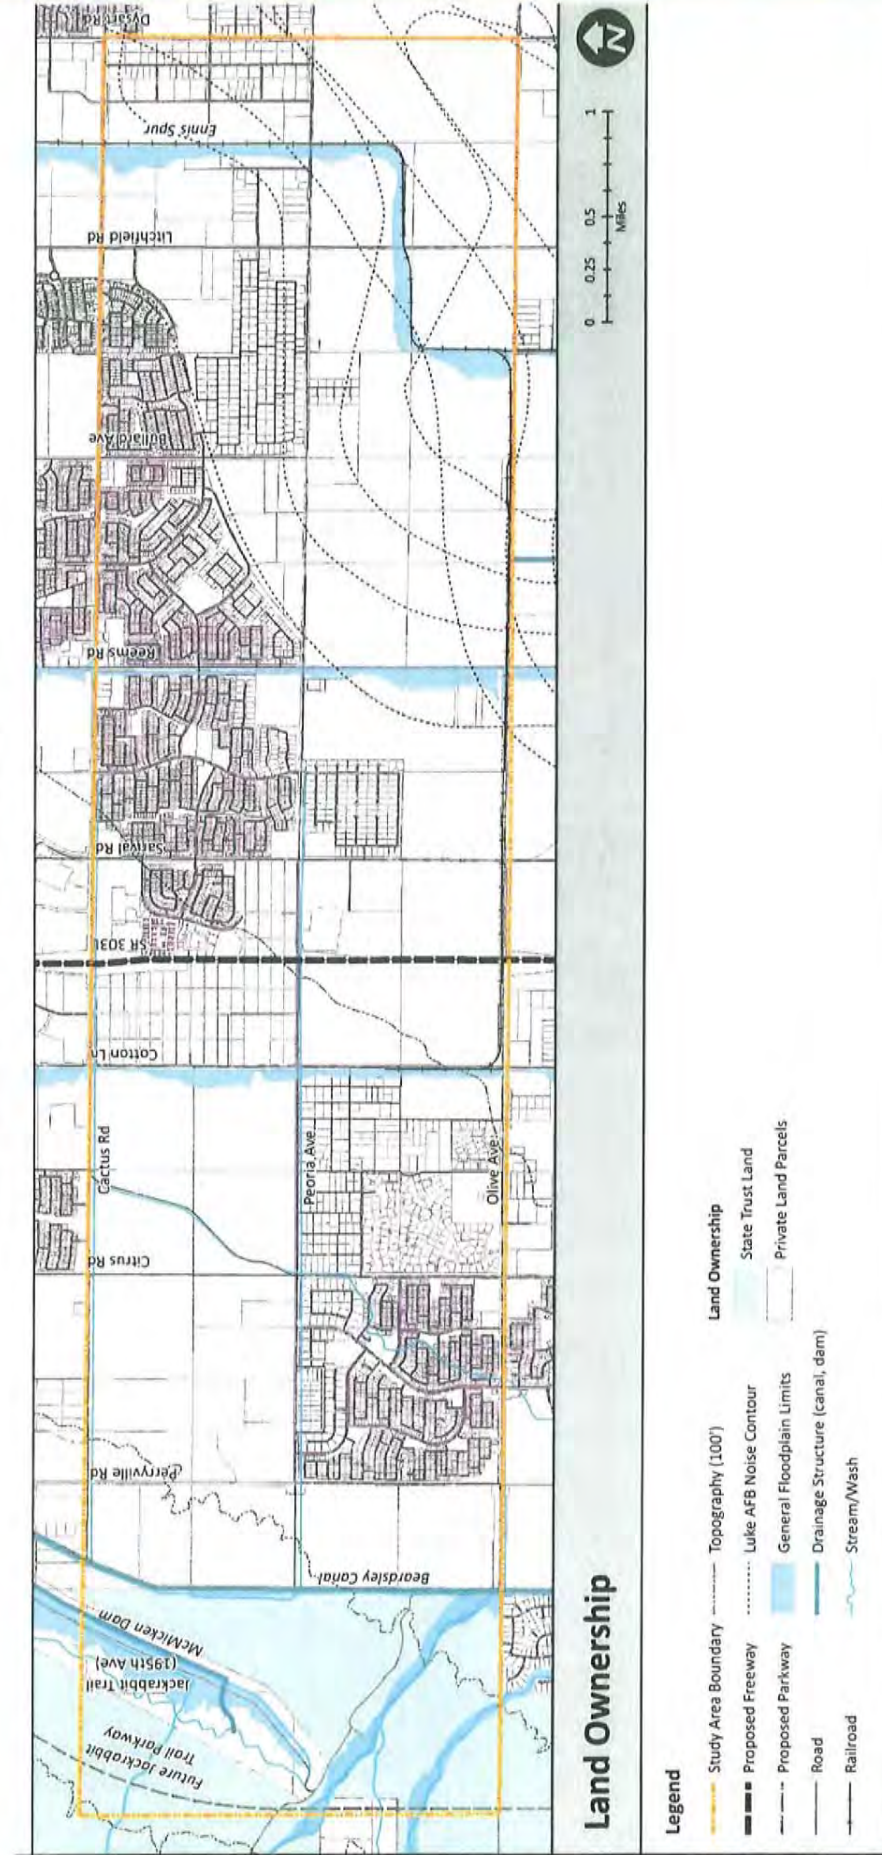 Future Jackrabbit
Trail Parkway
Jackrabbit Trail
(195th Ave)
McMicken Dam
Beardsley Canal
Perryville Rd
Citrus Rd
Cactus Rd
Peoria Ave
Olive Ave
Cotton Ln
SR 303L
Sarival Rd
Reems Rd
Bullard Ave
Litchfield Rd
Ennis Spur
Dysart Rd
Land Ownership
0 0.25 0.5 1
Miles
N
Legend
Study Area Boundary
Proposed Freeway
Proposed Parkway
Road
Railroad
Topography (100')
Luke AFB Noise Contour
General Floodplain Limits
Drainage Structure (canal, dam)
Stream/Wash
Land Ownership
State Trust Land
Private Land Parcels